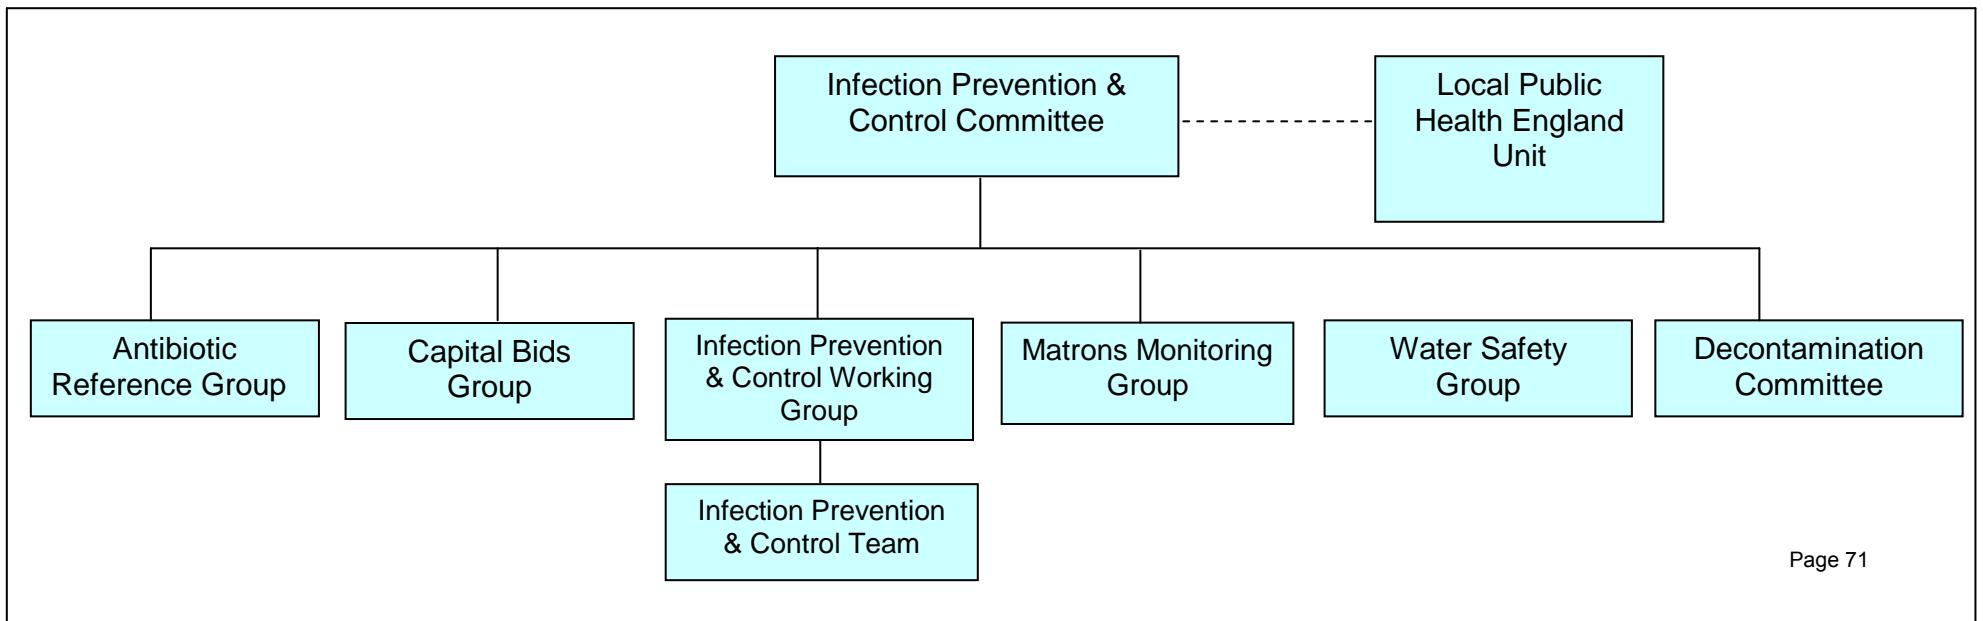 Infection Prevention &
Control Committee
Local Public
Health England
Unit
Antibiotic
Reference Group
Capital Bids
Group
Infection Prevention
& Control Working
Group
Matrons Monitoring
Group
Water Safety
Group
Decontamination
Committee
Infection Prevention
& Control Team
Page 71